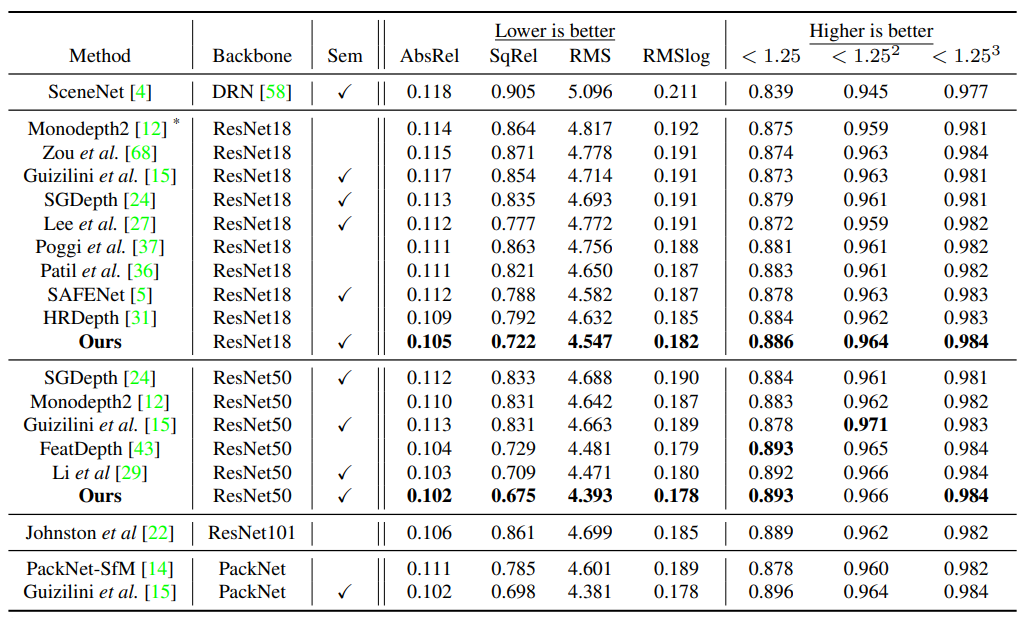 Lower is better Higher is better
Method Backbone Sem AbsRel SqRel RMS RMSlog < 1.25 < 1.25² < 1.25³
SceneNet [4] DRN [58] ✓ 0.118 0.905 5.096 0.211 0.839 0.945 0.977
Monodepth2 [12] * ResNet18 0.114 0.864 4.817 0.192 0.875 0.959 0.981
Zou et al. [68] ResNet18 0.115 0.871 4.778 0.191 0.874 0.963 0.984
Guizilini et al. [15] ResNet18 ✓ 0.117 0.854 4.714 0.191 0.873 0.963 0.981
SGDepth [24] ResNet18 ✓ 0.113 0.835 4.693 0.191 0.879 0.961 0.981
Lee et al. [27] ResNet18 ✓ 0.112 0.777 4.772 0.191 0.872 0.959 0.982
Poggi et al. [37] ResNet18 0.111 0.863 4.756 0.188 0.881 0.961 0.982
Patil et al. [36] ResNet18 0.111 0.821 4.650 0.187 0.883 0.961 0.982
SAFENet [5] ResNet18 ✓ 0.112 0.788 4.582 0.187 0.878 0.963 0.983
HRDepth [31] ResNet18 0.109 0.792 4.632 0.185 0.884 0.962 0.983
Ours ResNet18 ✓ 0.105 0.722 4.547 0.182 0.886 0.964 0.984
SGDepth [24] ResNet50 ✓ 0.112 0.833 4.688 0.190 0.884 0.961 0.981
Monodepth2 [12] ResNet50 0.110 0.831 4.642 0.187 0.883 0.962 0.982
Guizilini et al. [15] ResNet50 ✓ 0.113 0.831 4.663 0.189 0.878 0.971 0.983
FeatDepth [43] ResNet50 0.104 0.729 4.481 0.179 0.893 0.965 0.984
Li et al [29] ResNet50 ✓ 0.103 0.709 4.471 0.180 0.892 0.966 0.984
Ours ResNet50 ✓ 0.102 0.675 4.393 0.178 0.893 0.966 0.984
Johnston et al [22] ResNet101 0.106 0.861 4.699 0.185 0.889 0.962 0.982
PackNet-SfM [14] PackNet 0.111 0.785 4.601 0.189 0.878 0.960 0.982
Guizilini et al. [15] PackNet ✓ 0.102 0.698 4.381 0.178 0.896 0.964 0.984